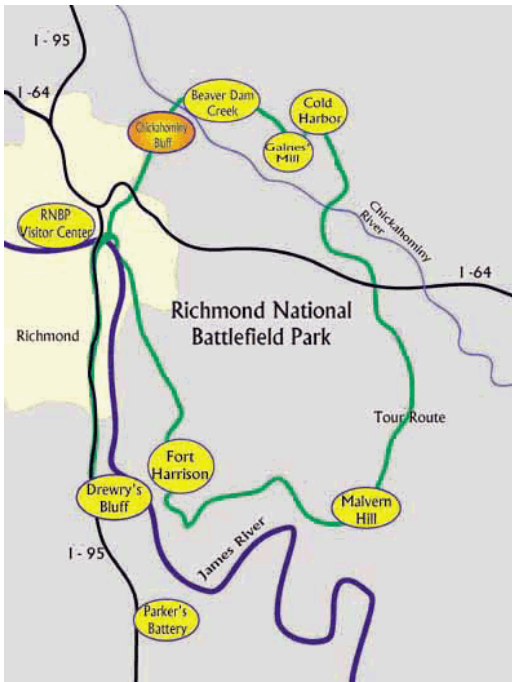 I - 95
I -64
Beaver Dam
Creek
Cold
Harbor
Chickahominy
Bluff
Gaines'
Mill
RNBP
Visitor Center
Chickahominy
River
I -64
Richmond National
Battlefield Park
Richmond
Tour Route
Fort
Harrison
Drewry's
Bluff
Malvern
Hill
James River
I - 95
Parker's
Battery